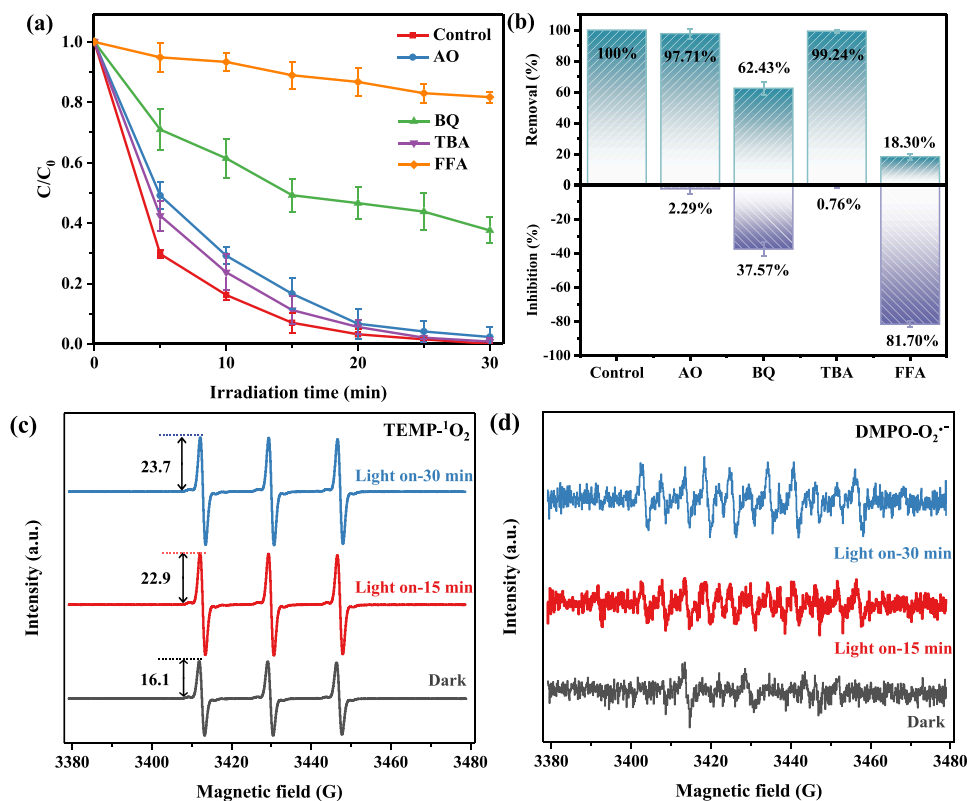 (a)
Control
AO
BQ
TBA
FFA
1.0
0.8
0.6
0.4
0.2
0.0
C/C0
0
10
20
30
Irradiation time (min)
(b)
100
80
60
40
20
0
-20
-40
-60
-80
-100
Removal (%)
Inhibition (%)
100%
97.71%
62.43%
99.24%
18.30%
2.29%
37.57%
0.76%
81.70%
Control
AO
BQ
TBA
FFA
(c)
TEMP-¹O₂
23.7
Light on-30 min
22.9
Light on-15 min
16.1
Dark
Intensity (a.u.)
3380
3400
3420
3440
3460
3480
Magnetic field (G)
(d)
DMPO-O₂•⁻
Light on-30 min
Light on-15 min
Dark
Intensity (a.u.)
3380
3400
3420
3440
3460
3480
Magnetic field (G)